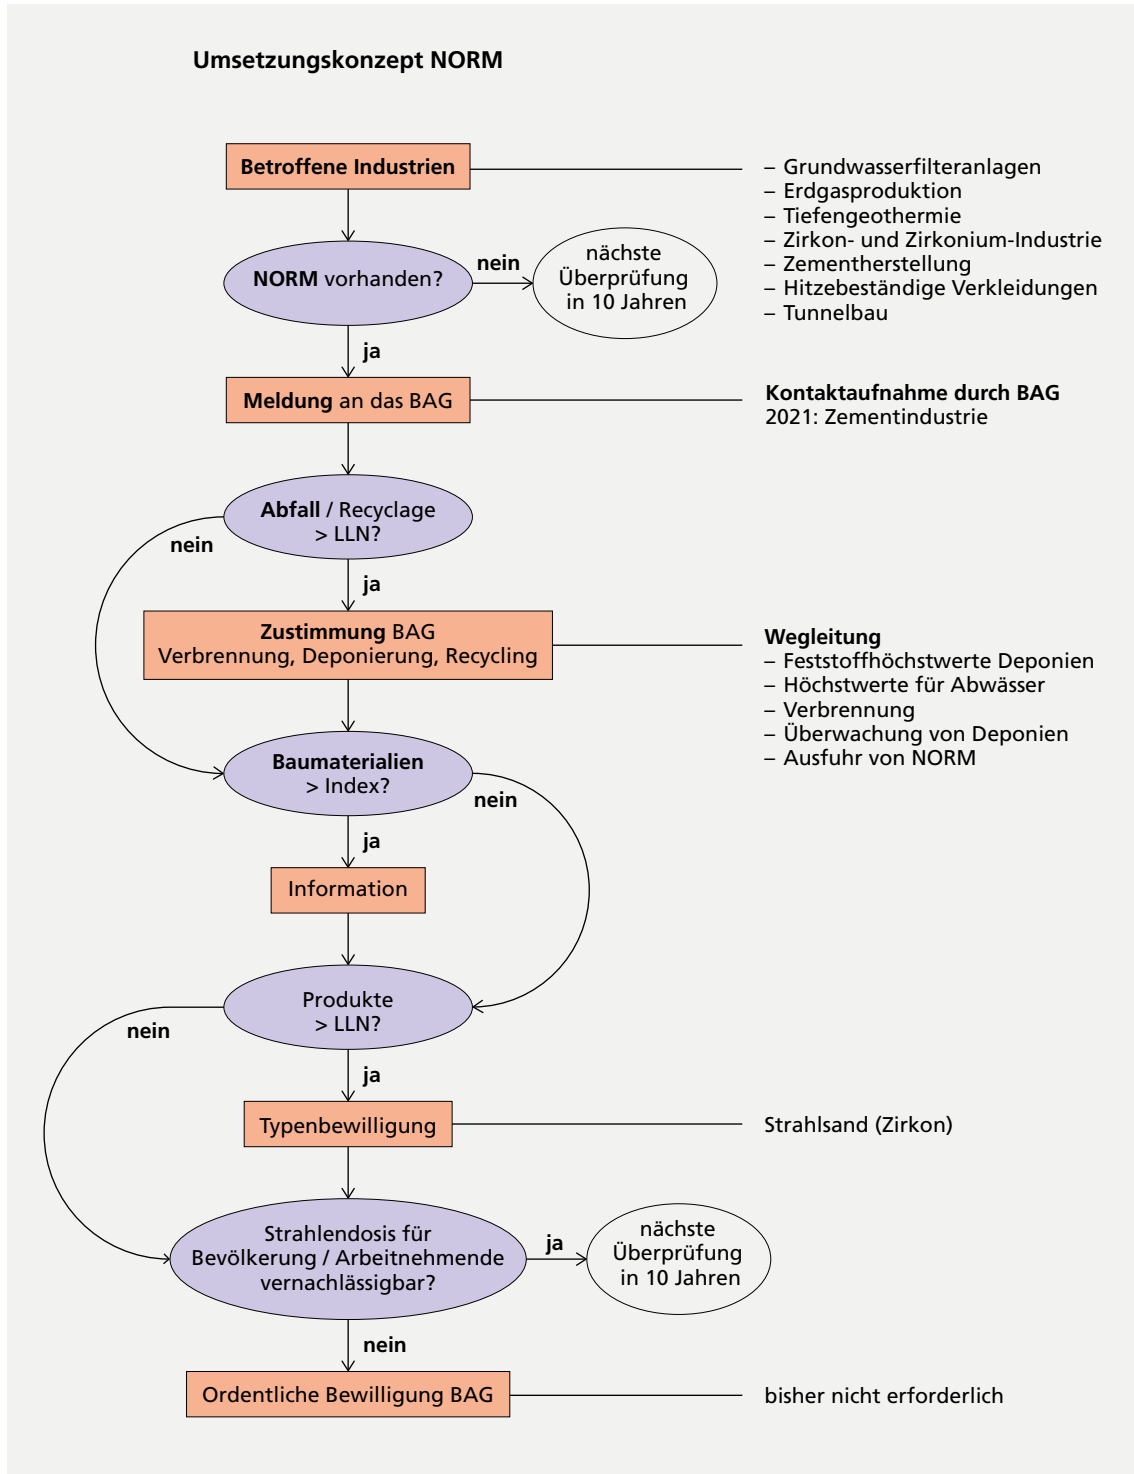 Umsetzungskonzept NORM
Betroffene Industrien
– Grundwasserfilteranlagen
– Erdgasproduktion
– Tiefengeothermie
– Zirkon- und Zirkonium-Industrie
– Zementherstellung
– Hitzebeständige Verkleidungen
– Tunnelbau
NORM vorhanden?
nein
nächste
Überprüfung
in 10 Jahren
ja
Meldung an das BAG
Kontaktaufnahme durch BAG
2021: Zementindustrie
Abfall / Recyclage
> LLN?
nein
ja
Zustimmung BAG
Verbrennung, Deponierung, Recycling
Wegleitung
– Feststoffhöchstwerte Deponien
– Höchstwerte für Abwässer
– Verbrennung
– Überwachung von Deponien
– Ausfuhr von NORM
Baumaterialien
> Index?
nein
ja
Information
Produkte
> LLN?
nein
ja
Typenbewilligung
Strahlsand (Zirkon)
Strahlendosis für
Bevölkerung / Arbeitnehmende
vernachlässigbar?
ja
nächste
Überprüfung
in 10 Jahren
nein
Ordentliche Bewilligung BAG
bisher nicht erforderlich